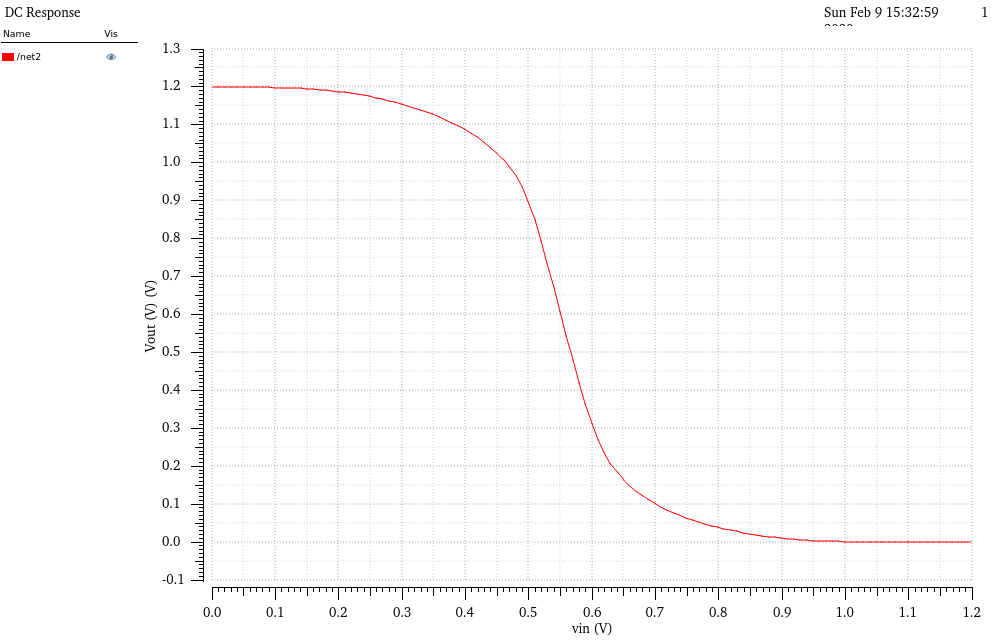 DC Response
Sun Feb 9 15:32:59
1
Name Vis
/net2
1.3
1.2
1.1
1.0
0.9
0.8
0.7
0.6
0.5
0.4
0.3
0.2
0.1
0.0
-0.1
Vout (V) (V)
0.0 0.1 0.2 0.3 0.4 0.5 0.6 0.7 0.8 0.9 1.0 1.1 1.2
vin (V)